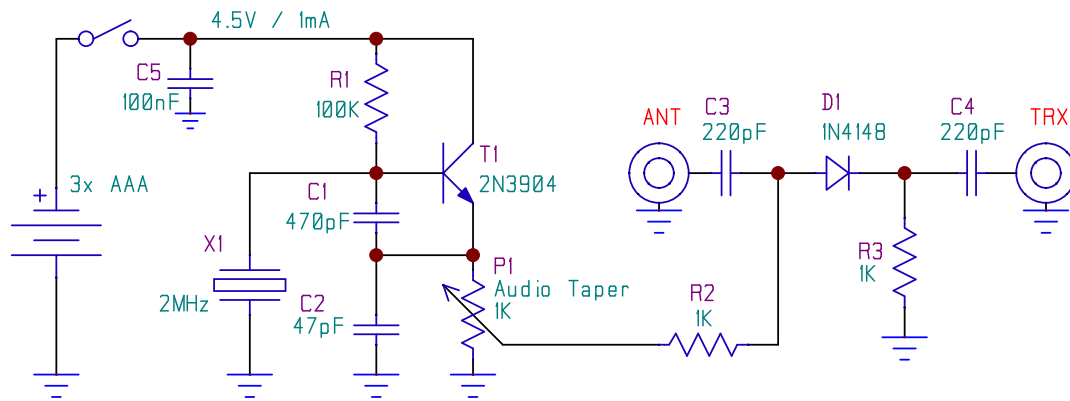 4.5V / 1mA
C5
100nF
R1
100K
+
3x AAA
T1
2N3904
C1
470pF
X1
2MHz
C2
47pF
P1
Audio Taper
1K
R2
1K
ANT
C3
220pF
D1
1N4148
C4
220pF
TRX
R3
1K